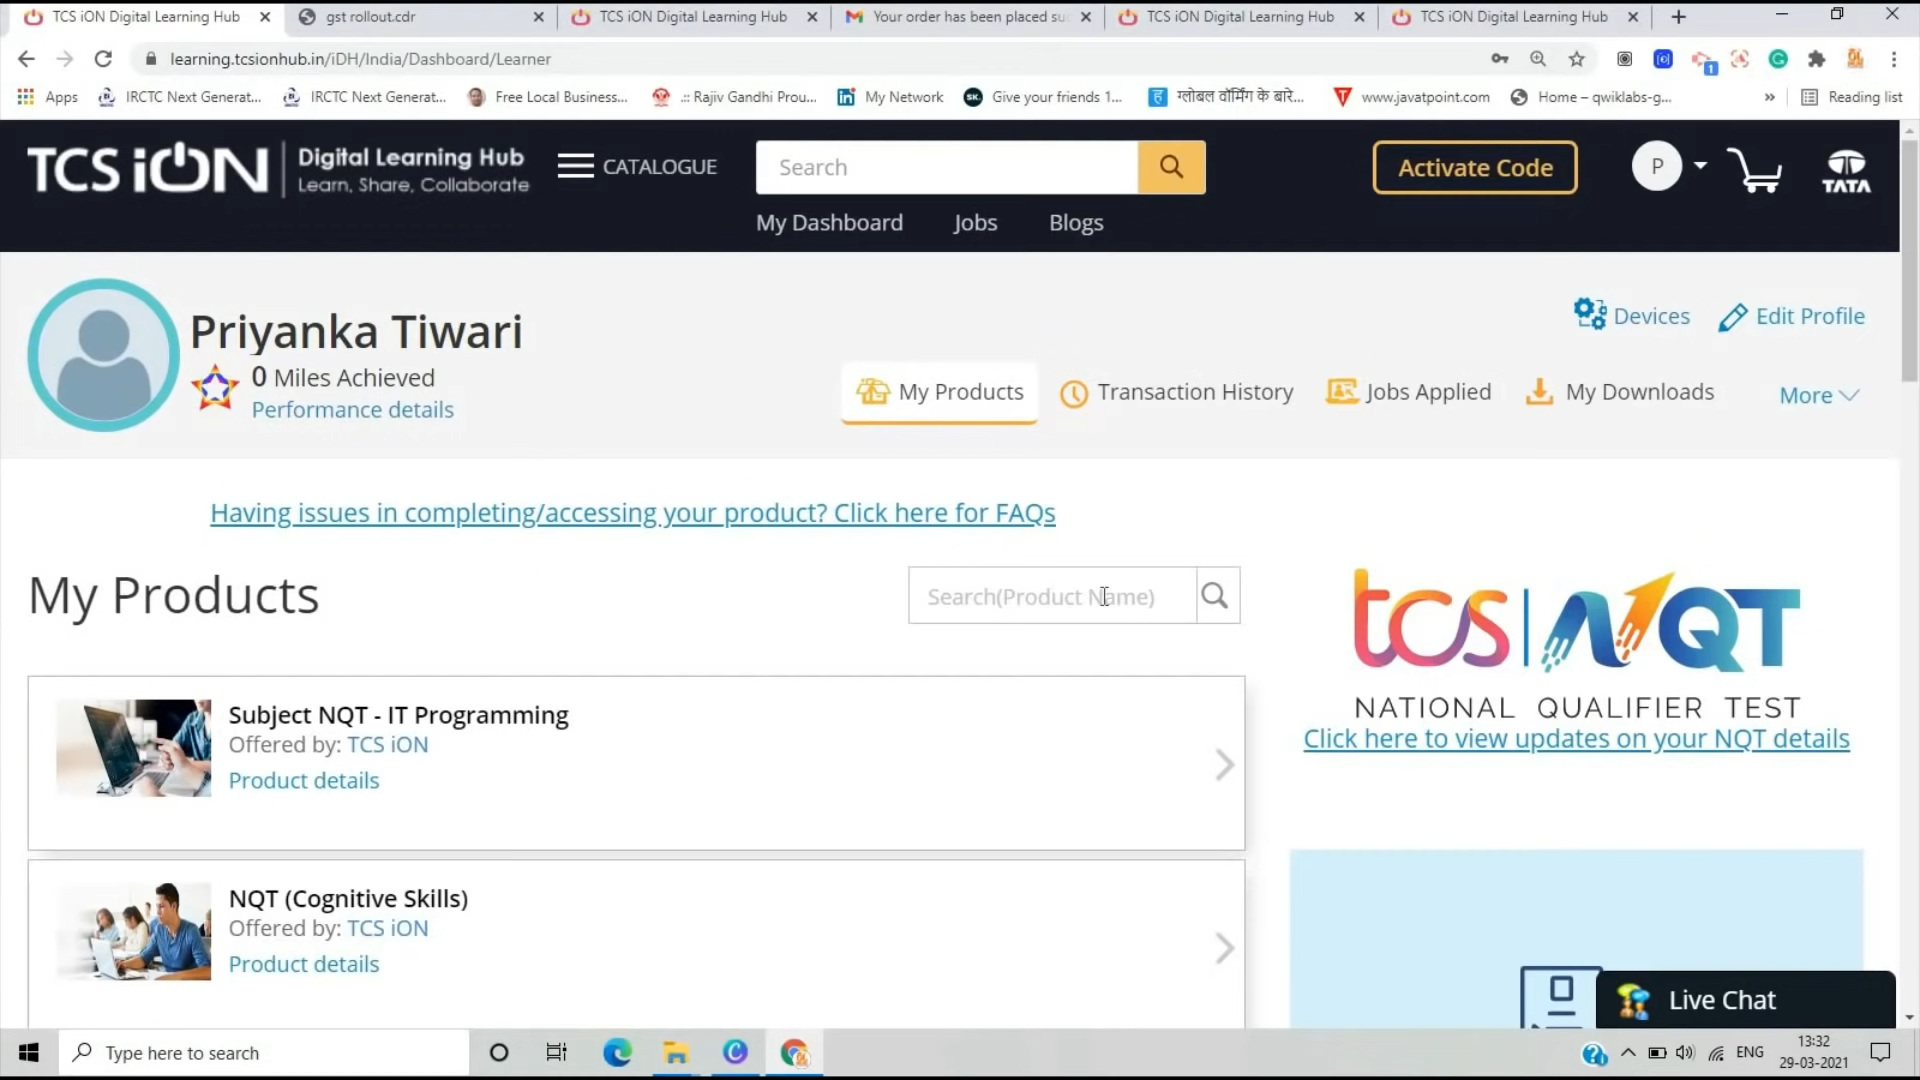 TCS iON Digital Learning Hub
gst rollout.cdr
TCS iON Digital Learning Hub
Your order has been placed su
TCS iON Digital Learning Hub
TCS iON Digital Learning Hub
learning.tcsionhub.in/iDH/India/Dashboard/Learner
1
Apps
IRCTC Next Generat...
IRCTC Next Generat...
Free Local Business...
.:: Rajiv Gandhi Prou...
My Network
SK.
Give your friends 1...
ग्लोबल वॉर्मिंग के बारे...
www.javatpoint.com
Home – qwiklabs-g...
»
Reading list
TCS iON
Digital Learning Hub
Learn, Share, Collaborate
CATALOGUE
Search
Activate Code
P
TATA
My Dashboard
Jobs
Blogs
Priyanka Tiwari
0 Miles Achieved
Performance details
Devices
Edit Profile
My Products
Transaction History
Jobs Applied
My Downloads
More
Having issues in completing/accessing your product? Click here for FAQs
My Products
Search(Product Name)
tcs NQT
NATIONAL QUALIFIER TEST
Click here to view updates on your NQT details
Subject NQT - IT Programming
Offered by: TCS iON
Product details
NQT (Cognitive Skills)
Offered by: TCS iON
Product details
Live Chat
Type here to search
ENG
13:32
29-03-2021